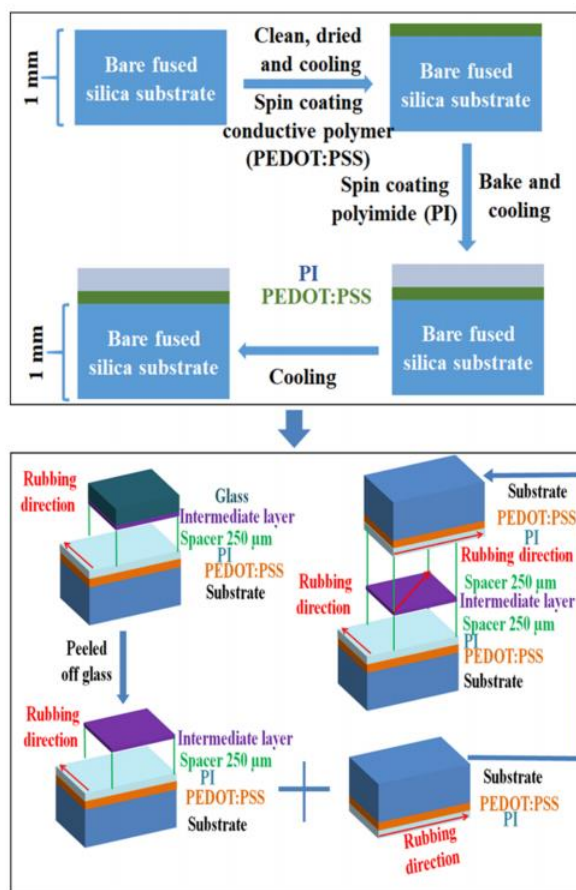 1 mm
Bare fused
silica substrate
Clean, dried
and cooling
Spin coating
conductive polymer
(PEDOT:PSS)
Bare fused
silica substrate
Spin coating
polyimide (PI)
Bake and
cooling
1 mm
Bare fused
silica substrate
PI
PEDOT:PSS
Cooling
Bare fused
silica substrate
Rubbing
direction
Glass
Intermediate layer
Spacer 250 μm
PI
PEDOT:PSS
Substrate
Peeled
off glass
Rubbing
direction
Intermediate layer
Spacer 250 μm
PI
PEDOT:PSS
Substrate
Substrate
PEDOT:PSS
PI
Rubbing direction
Spacer 250 μm
Rubbing
direction
Intermediate layer
Spacer 250 μm
PI
PEDOT:PSS
Substrate
Substrate
PEDOT:PSS
PI
Rubbing
direction